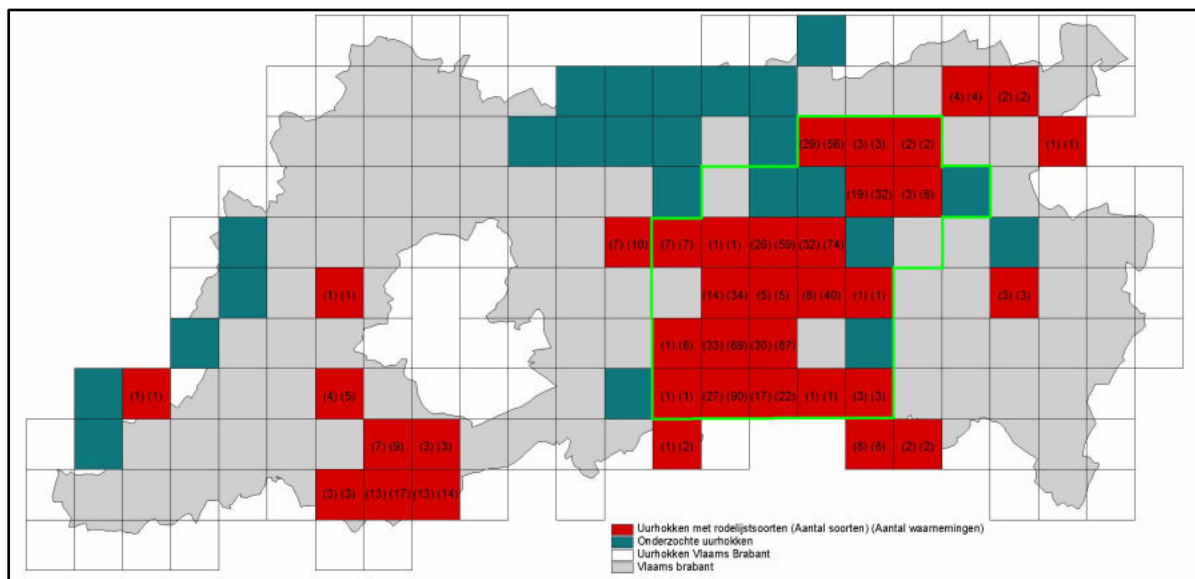 (4) (4) (2) (2)
(29) (56) (3) (3) (2) (2) (1) (1)
(19) (32) (3) (6)
(7) (10) (7) (7) (1) (1) (26) (59) (32) (74)
(1) (1) (14) (34) (5) (5) (8) (40) (1) (1) (3) (3)
(1) (6) (33) (69) (30) (87)
(1) (1) (4) (5) (1) (1) (27) (90) (17) (22) (1) (1) (3) (3)
(7) (9) (3) (3) (1) (2) (8) (8) (2) (2)
(3) (3) (13) (17) (13) (14)
Uurhokken met rodelijstsoorten (Aantal soorten) (Aantal waarnemingen)
Onderzochte uurhokken
Uurhokken Vlaams Brabant
Vlaams brabant